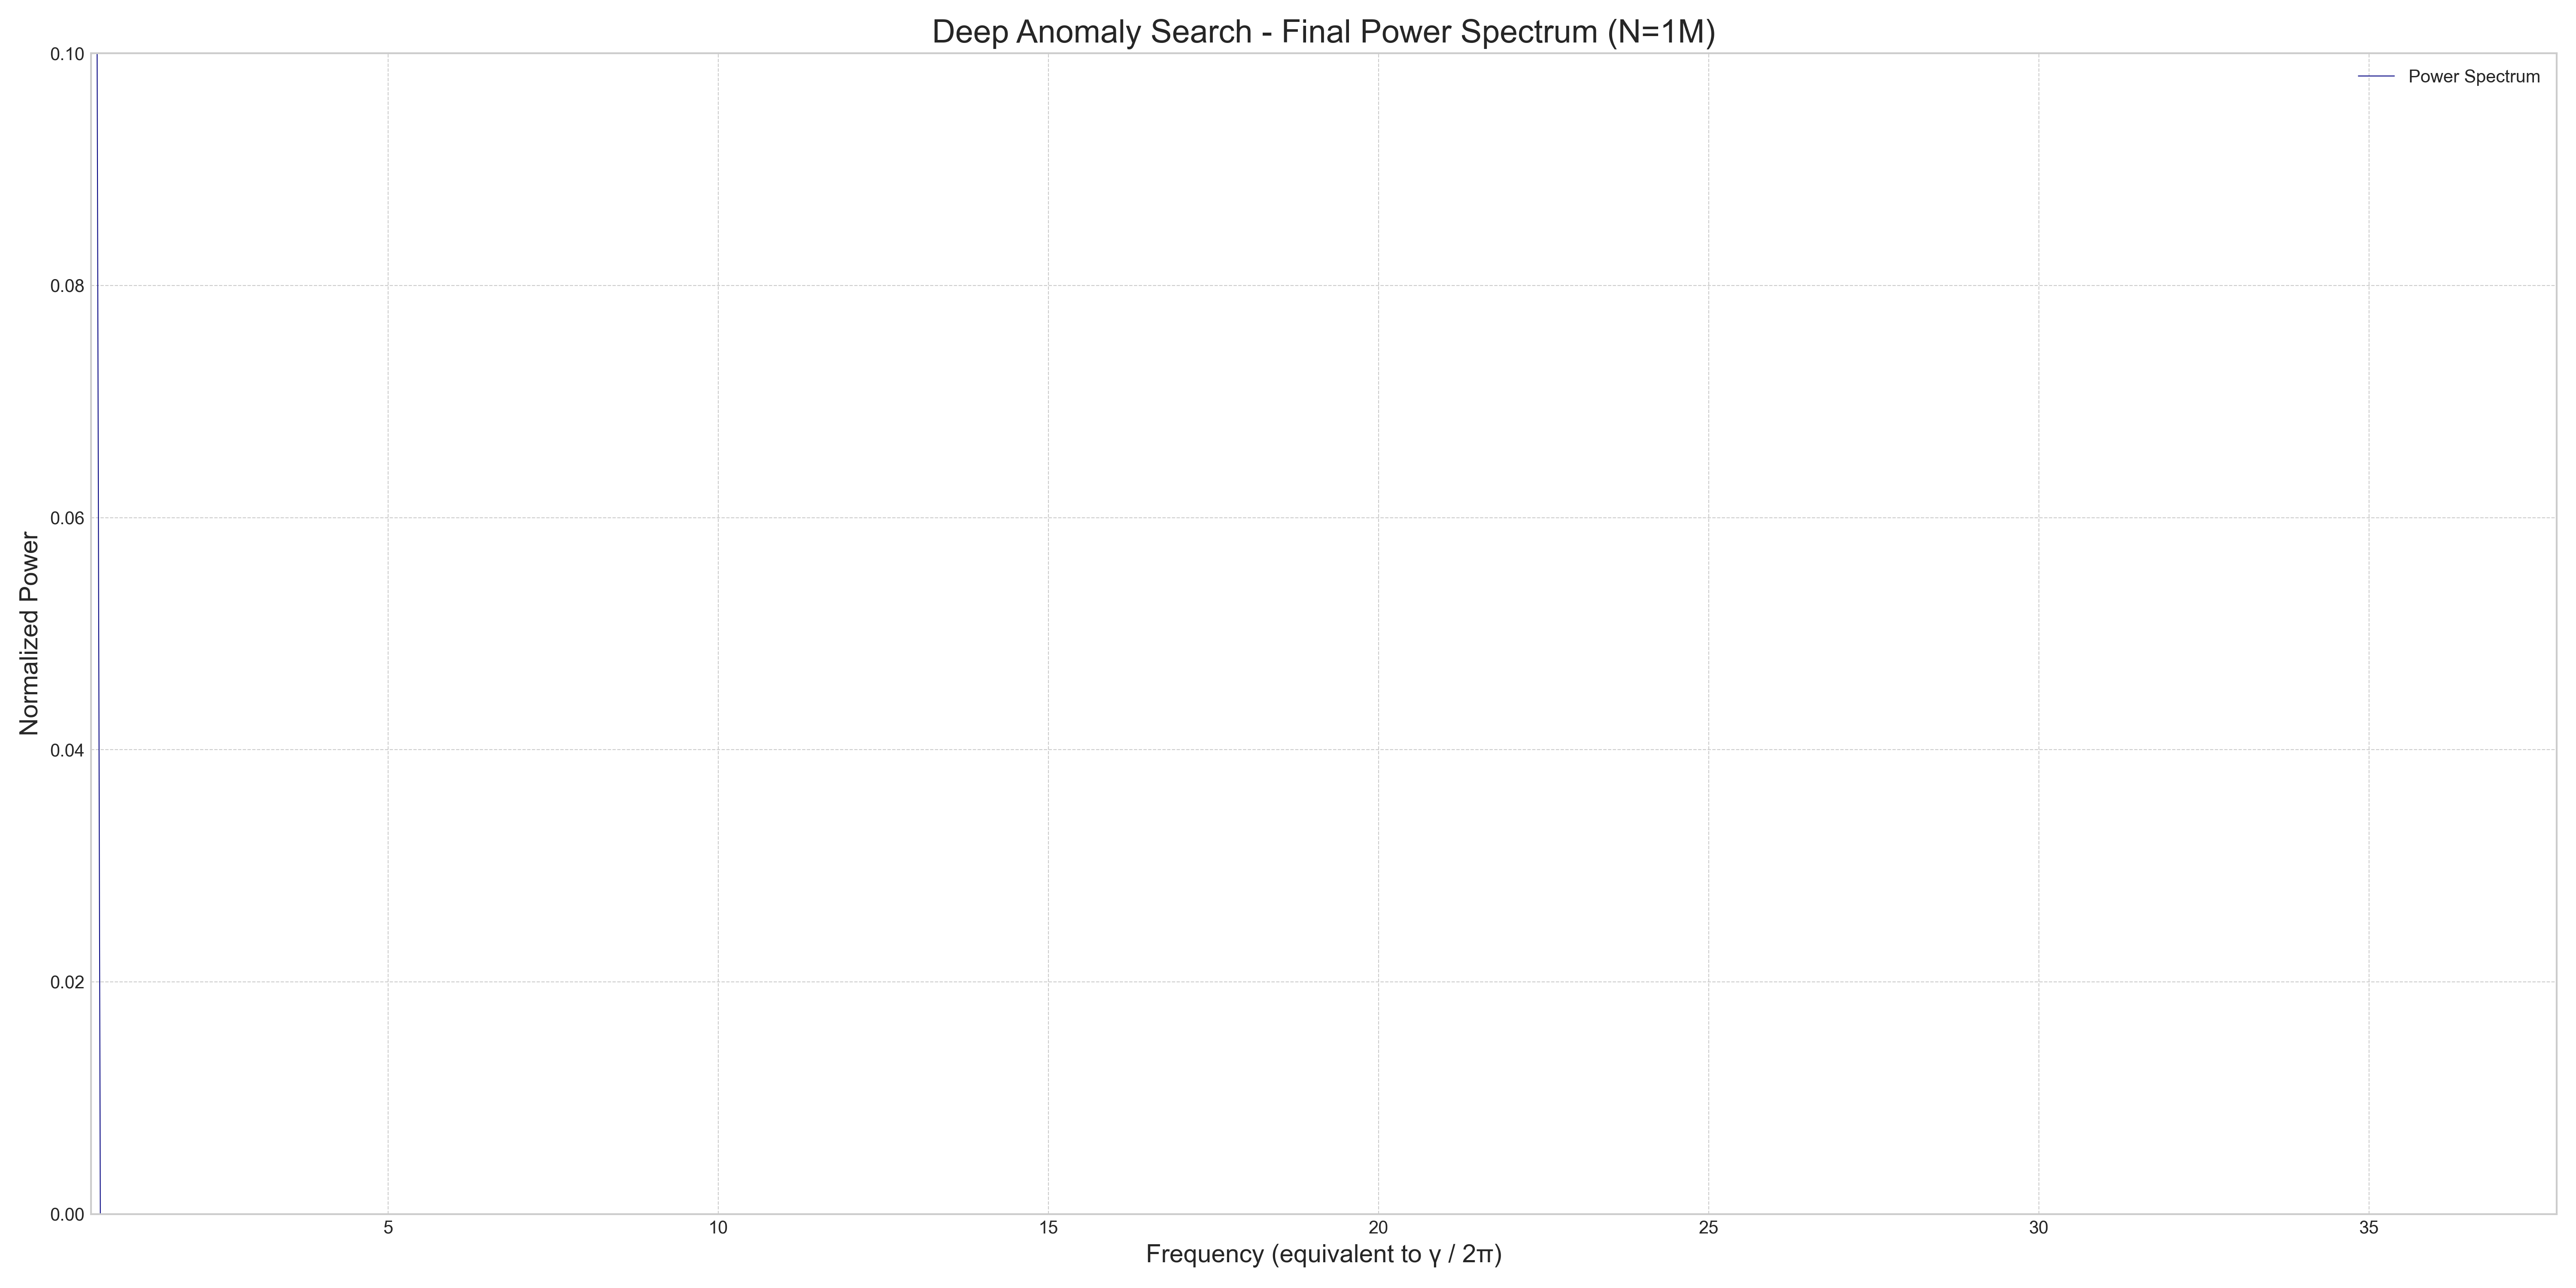 Deep Anomaly Search - Final Power Spectrum (N=1M)
Power Spectrum
Normalized Power
0.10
0.08
0.06
0.04
0.02
0.00
5 10 15 20 25 30 35
Frequency (equivalent to γ / 2π)